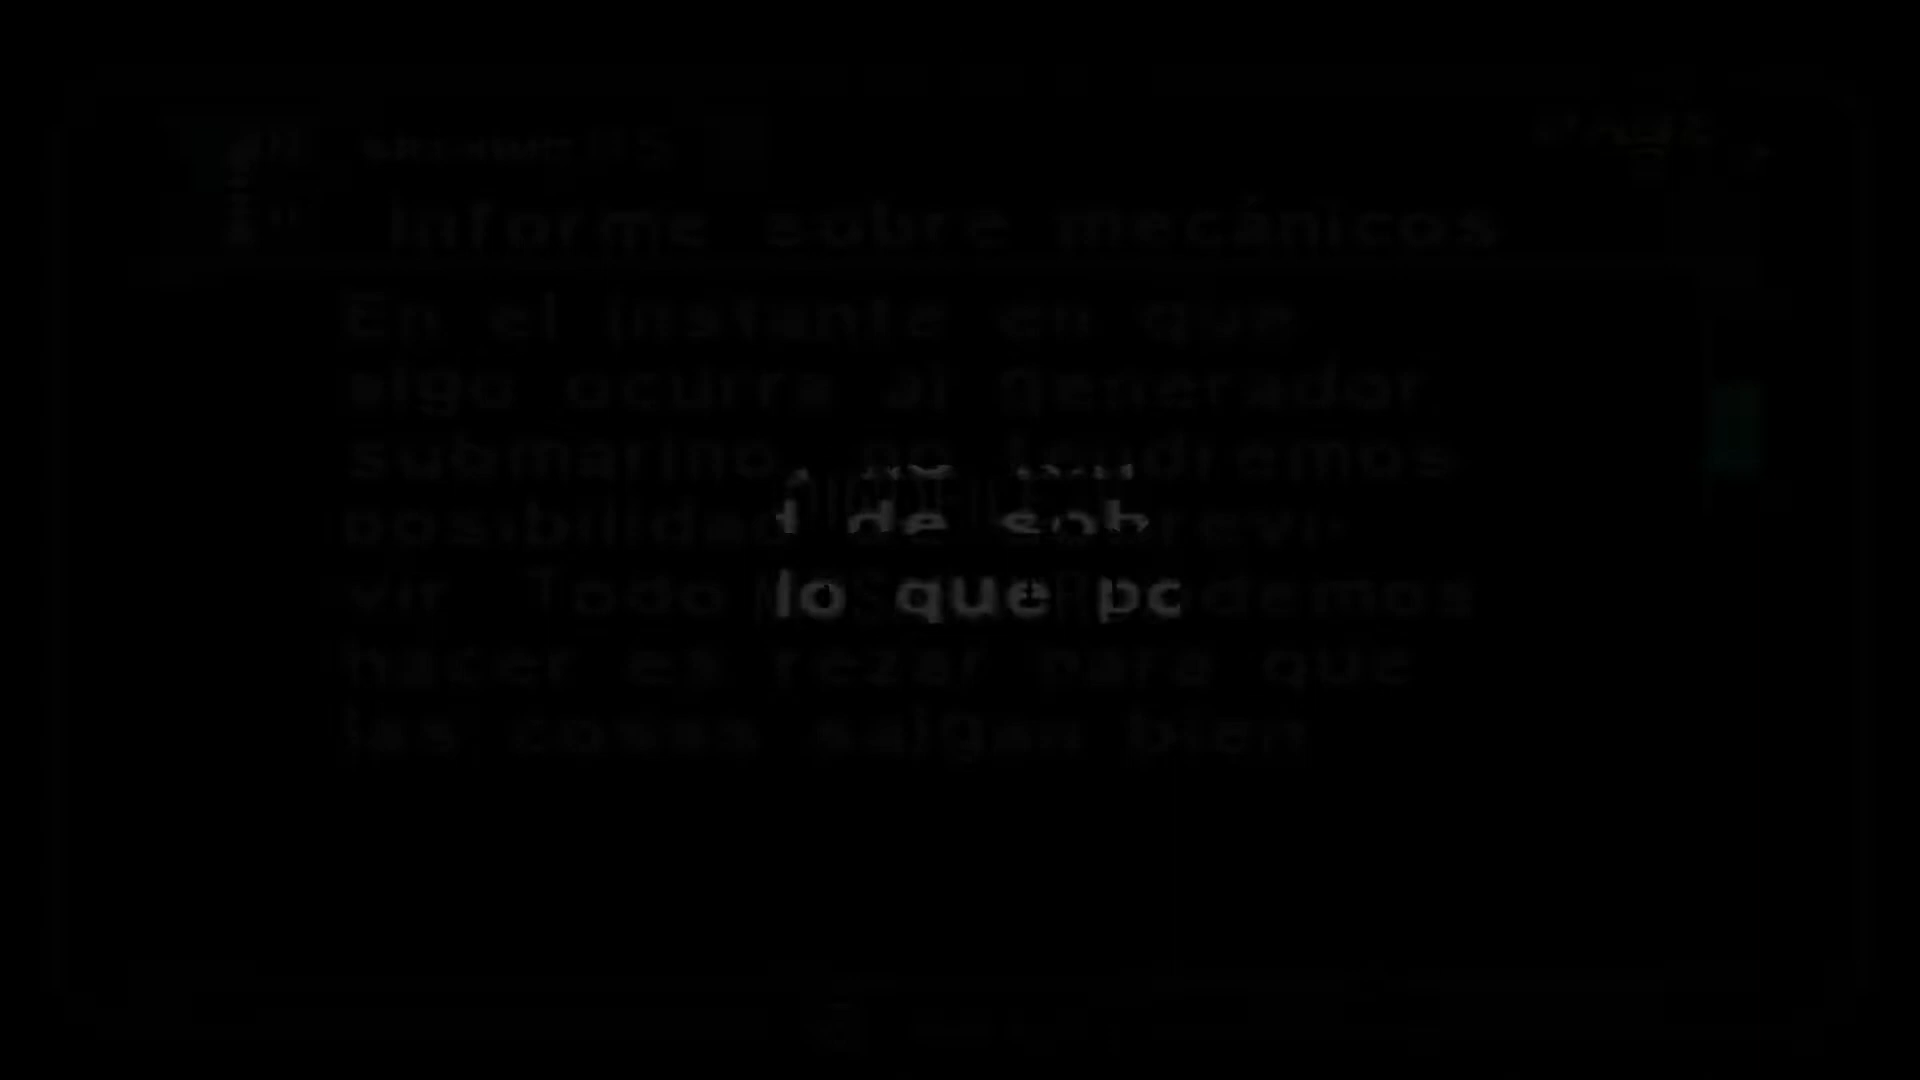 Informe sobre mecánicos
En el instante en que
algo ocurra al generador
submarino, no tendremos
posibilidad de sobrevi-
vir. Todo lo que podemos
hacer es rezar para que
las cosas salgan bien